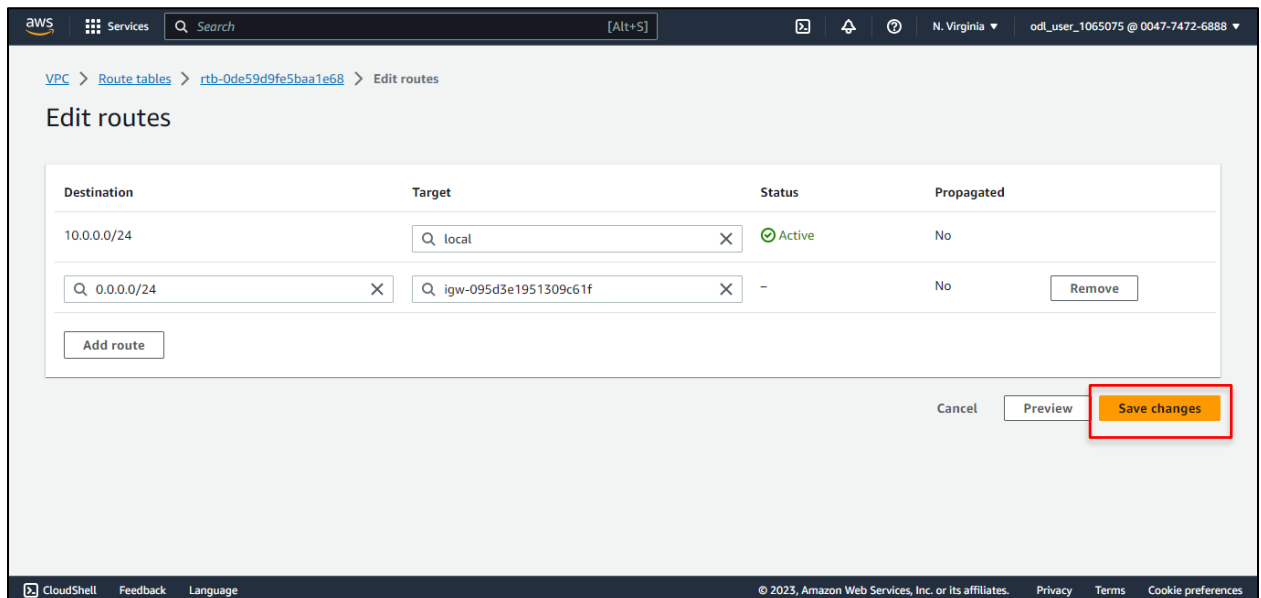 aws Services Search [Alt+S] N. Virginia odl_user_1065075 @ 0047-7472-6888
VPC > Route tables > rtb-0de59d9fe5baa1e68 > Edit routes
Edit routes
Destination Target Status Propagated
10.0.0.0/24 local Active No
0.0.0.0/24 igw-095d3e1951309c61f – No Remove
Add route
Cancel Preview Save changes
CloudShell Feedback Language © 2023, Amazon Web Services, Inc. or its affiliates. Privacy Terms Cookie preferences